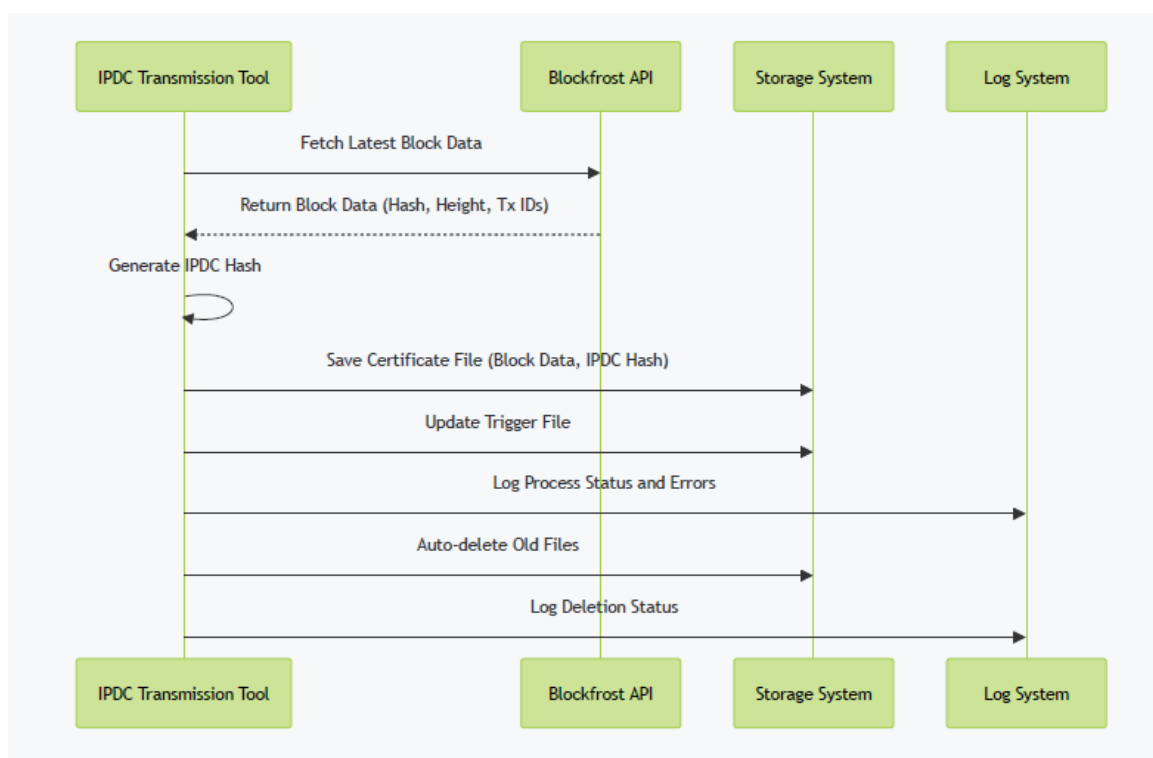 IPDC Transmission Tool
Blockfrost API
Storage System
Log System
Fetch Latest Block Data
Return Block Data (Hash, Height, Tx IDs)
Generate IPDC Hash
Save Certificate File (Block Data, IPDC Hash)
Update Trigger File
Log Process Status and Errors
Auto-delete Old Files
Log Deletion Status
IPDC Transmission Tool
Blockfrost API
Storage System
Log System